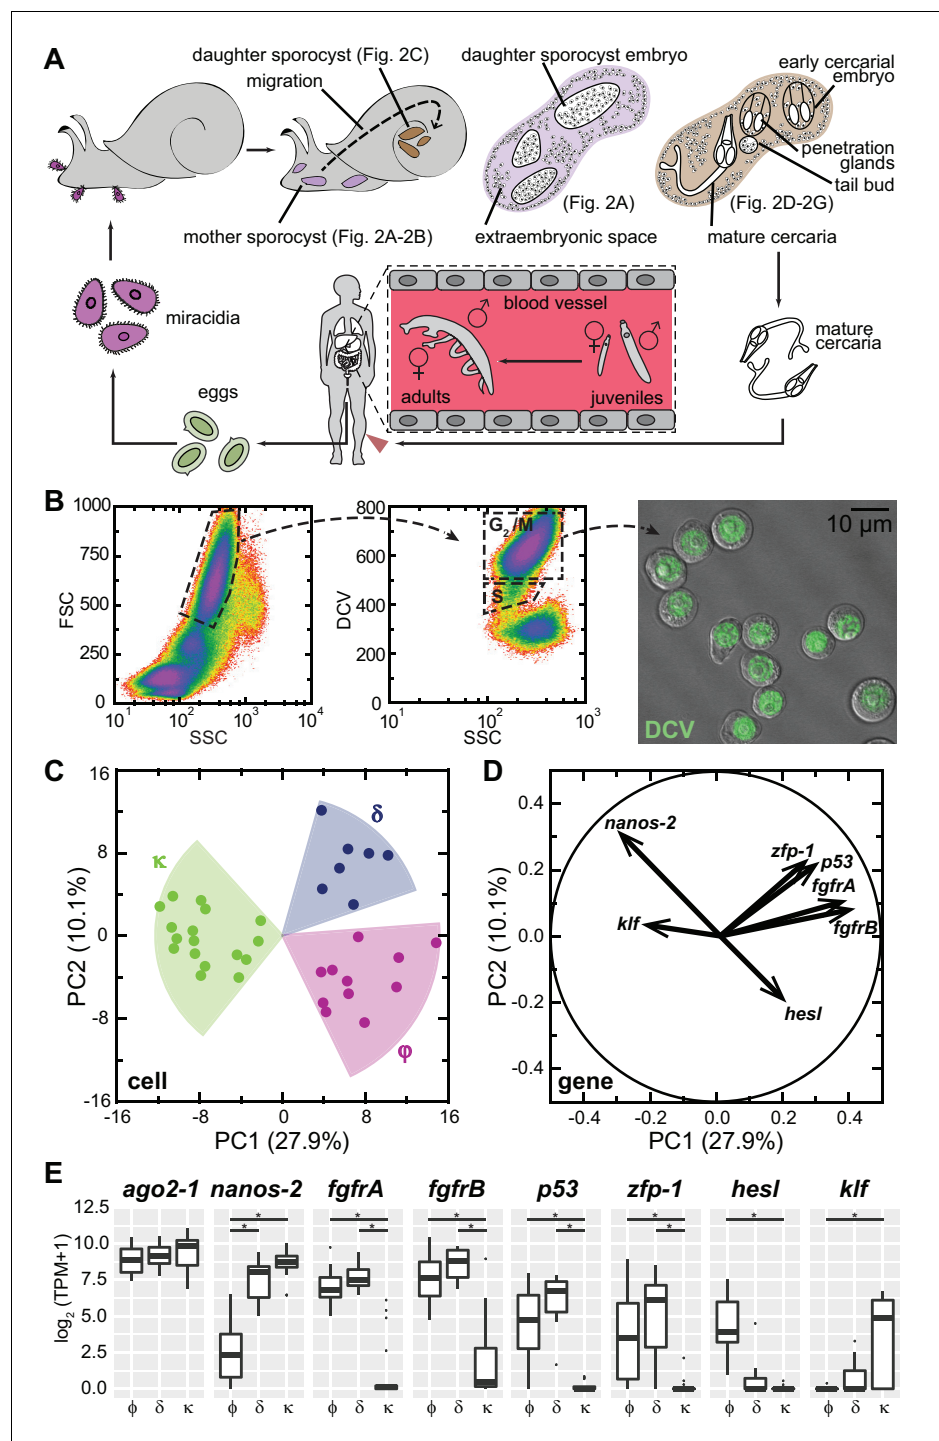 A
daughter sporocyst (Fig. 2C)
migration
daughter sporocyst embryo
early cercarial
embryo
penetration
glands
tail bud
(Fig. 2A)
(Fig. 2D-2G)
mother sporocyst (Fig. 2A-2B)
extraembryonic space
mature cercaria
miracidia
blood vessel
♂
♀
adults
♀
♂
juveniles
mature
cercaria
eggs
B
1000
750
500
250
0
FSC
10¹ 10² 10³ 10⁴
SSC
800
600
400
200
0
DCV
G₂/M
S
10¹ 10² 10³
SSC
10 µm
DCV
C
16
8
0
-8
-16
PC2 (10.1%)
κ
δ
φ
cell
-16 -8 0 8 16
PC1 (27.9%)
D
0.4
0.2
0.0
-0.2
-0.4
PC2 (10.1%)
nanos-2
zfp-1
p53
fgfrA
fgfrB
klf
hesl
gene
-0.4 -0.2 0.0 0.2 0.4
PC1 (27.9%)
E
ago2-1 nanos-2 fgfrA fgfrB p53 zfp-1 hesl klf
12.5
10.0
7.5
5.0
2.5
0.0
log₂ (TPM+1)
* * * * * * * *
* * * * *
ϕ δ κ ϕ δ κ ϕ δ κ ϕ δ κ ϕ δ κ ϕ δ κ ϕ δ κ ϕ δ κ